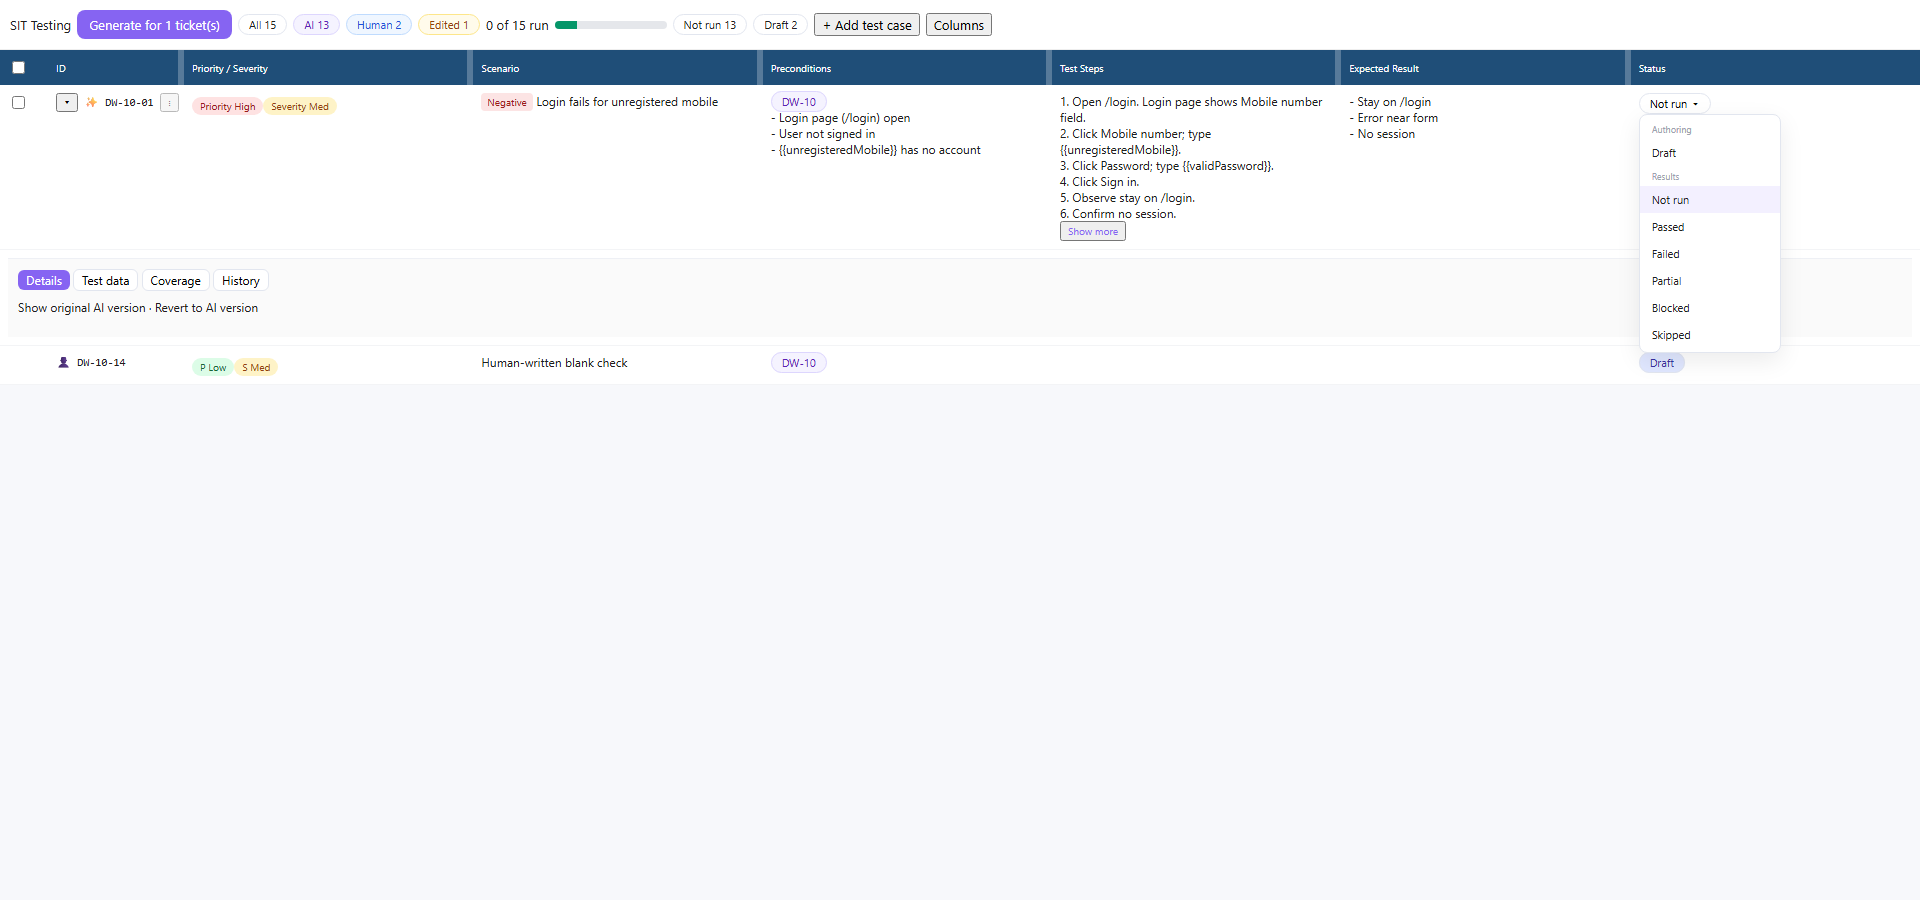 SIT Testing Generate for 1 ticket(s) All 15 AI 13 Human 2 Edited 1 0 of 15 run Not run 13 Draft 2 + Add test case Columns
ID Priority / Severity Scenario Preconditions Test Steps Expected Result Status
DW-10-01 Priority High Severity Med
Negative Login fails for unregistered mobile
DW-10
- Login page (/login) open
- User not signed in
- {{unregisteredMobile}} has no account
1. Open /login. Login page shows Mobile number
field.
2. Click Mobile number; type
{{unregisteredMobile}}.
3. Click Password; type {{validPassword}}.
4. Click Sign in.
5. Observe stay on /login.
6. Confirm no session.
Show more
- Stay on /login
- Error near form
- No session
Not run
Authoring
Draft
Results
Not run
Passed
Failed
Partial
Blocked
Skipped
Details Test data Coverage History
Show original AI version · Revert to AI version
DW-10-14 P Low S Med Human-written blank check DW-10 Draft